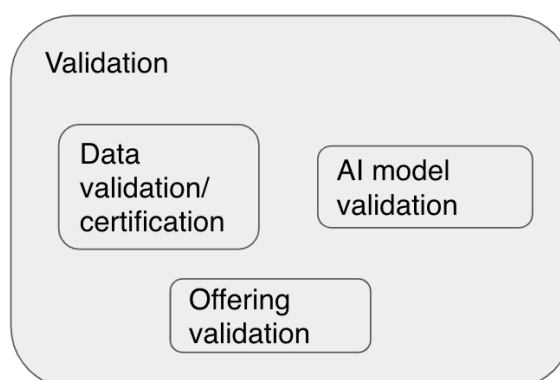 Validation
Data
validation/
certification
AI model
validation
Offering
validation